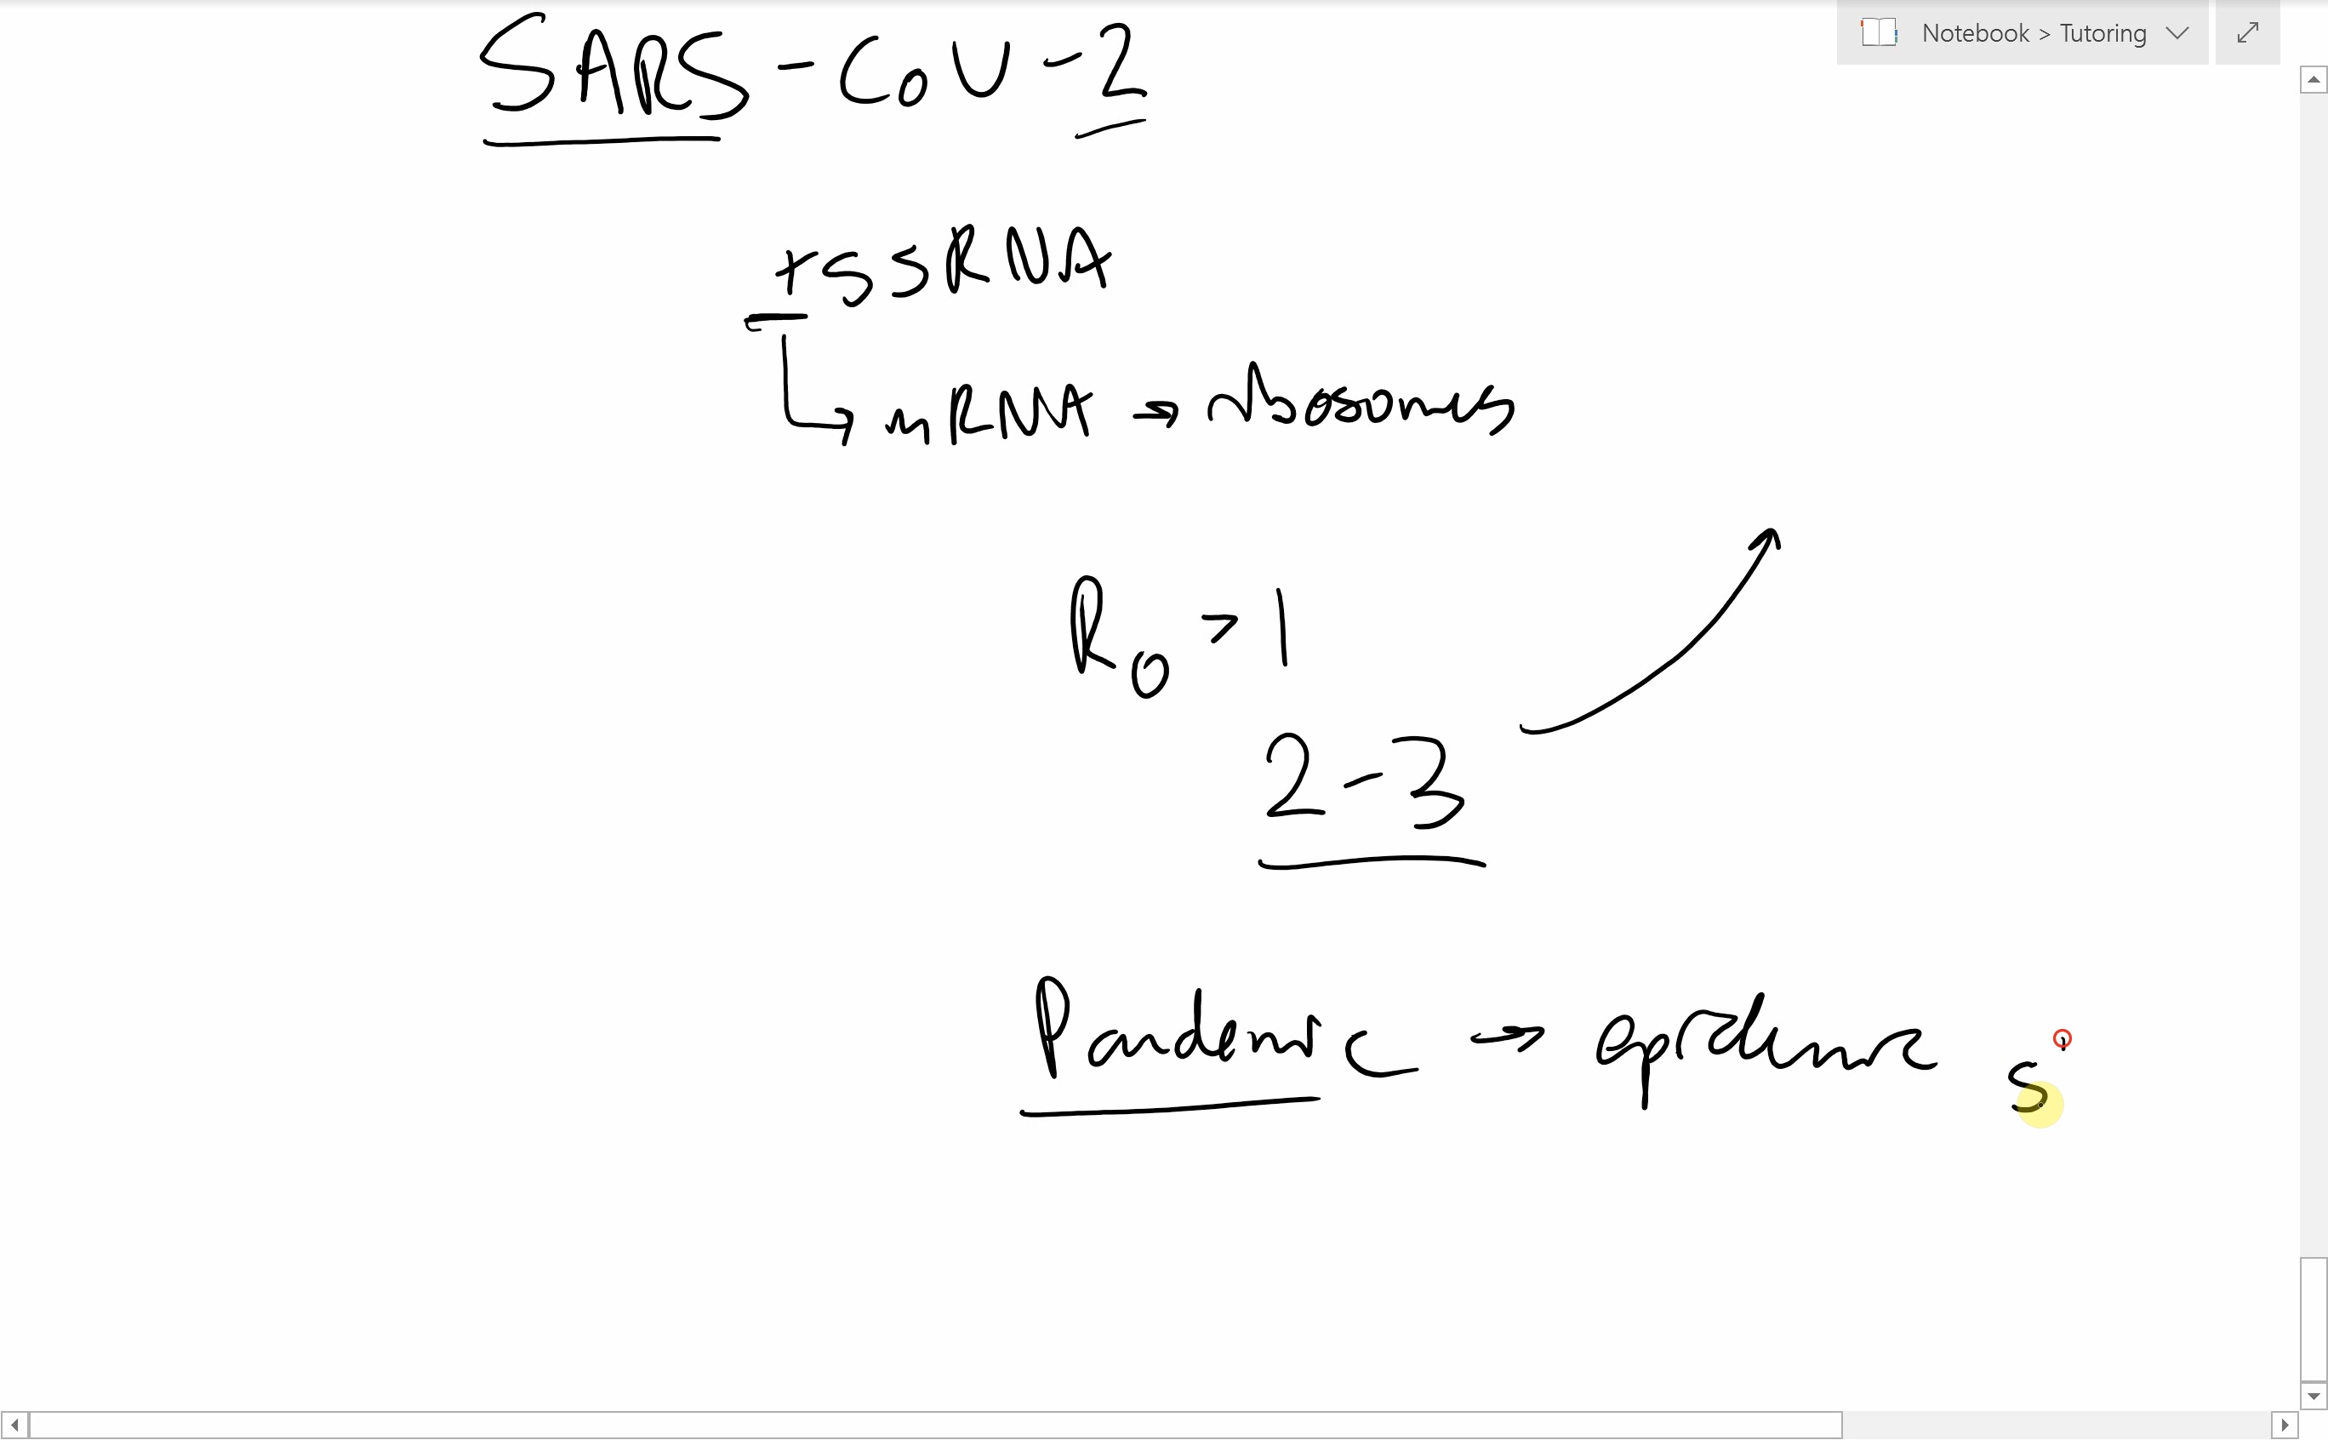 Notebook > Tutoring
SARS-CoV-2
+ssRNA
mRNA → ribosomes
R₀ > 1
2-3
Pandemic → epidemic s